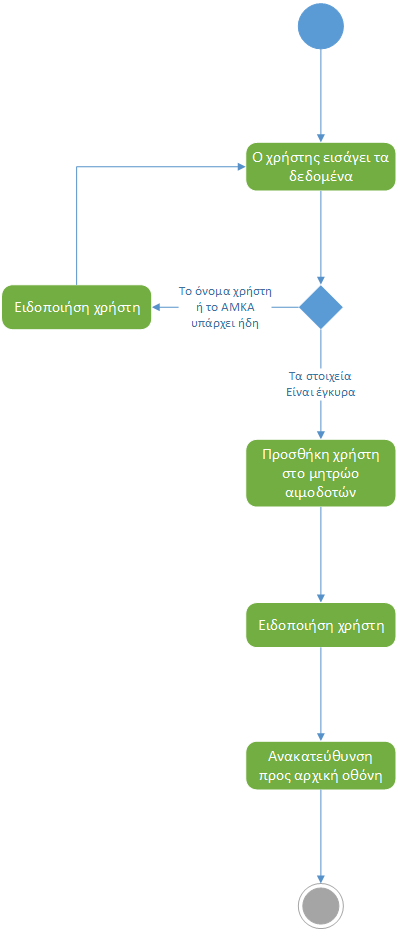 Ο χρήστης εισάγει τα
δεδομένα
Το όνομα χρήστη
ή το ΑΜΚΑ
υπάρχει ήδη
Ειδοποιήση χρήστη
Τα στοιχεία
Είναι έγκυρα
Προσθήκη χρήστη
στο μητρώο
αιμοδοτών
Ειδοποιήση χρήστη
Ανακατεύθυνση
προς αρχική οθόνη